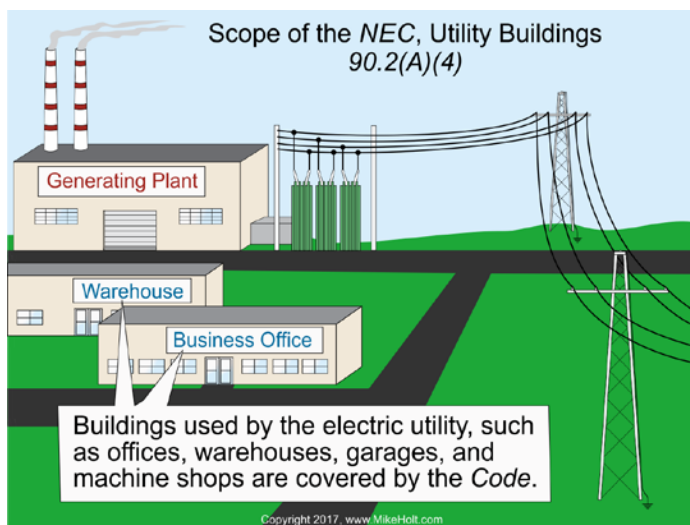 Scope of the NEC, Utility Buildings
90.2(A)(4)
Generating Plant
Warehouse
Business Office
Buildings used by the electric utility, such
as offices, warehouses, garages, and
machine shops are covered by the Code.
Copyright 2017, www.MikeHolt.com